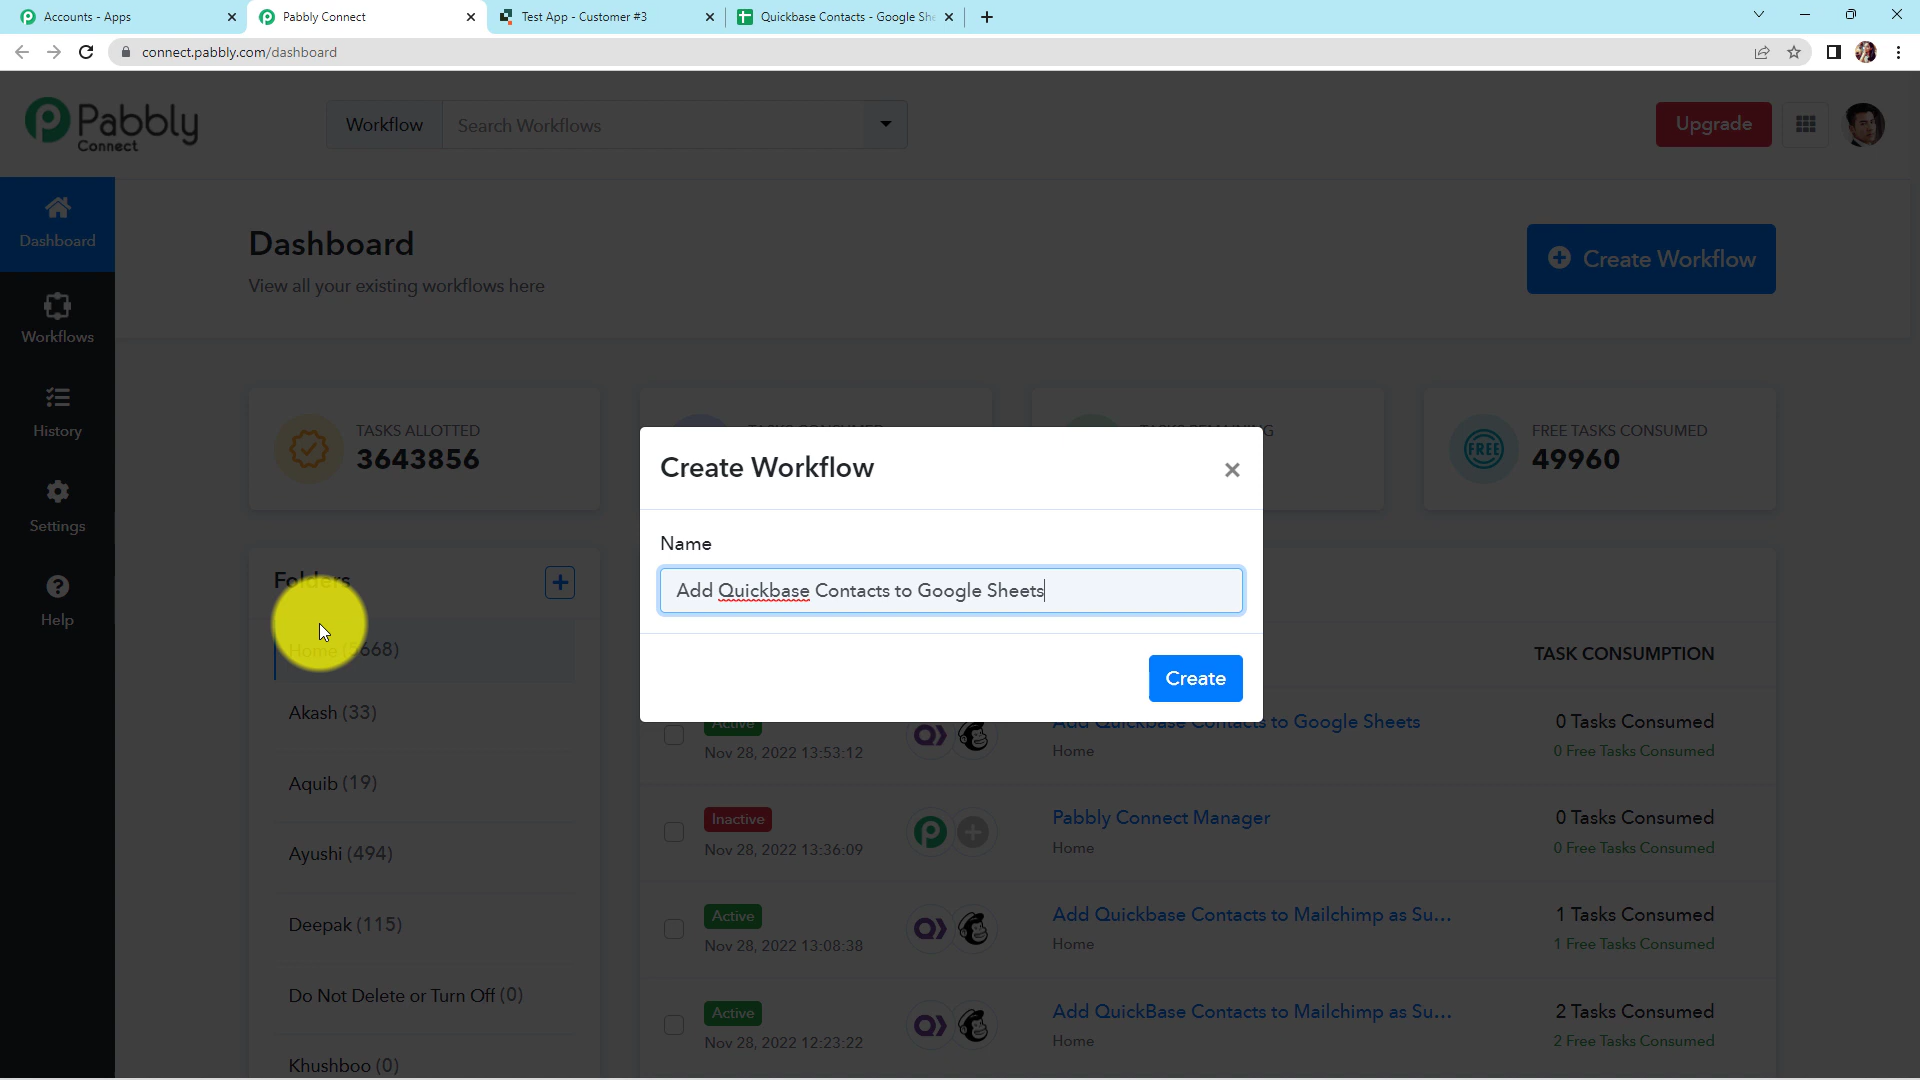 Accounts - Apps
Pabbly Connect
Test App - Customer #3
Quickbase Contacts - Google She
connect.pabbly.com/dashboard
Pabbly
Connect
Workflow
Search Workflows
Upgrade
Dashboard
Workflows
History
Settings
Help
Dashboard
View all your existing workflows here
Create Workflow
TASKS ALLOTTED
3643856
FREE
FREE TASKS CONSUMED
49960
Create Workflow
×
Name
Add Quickbase Contacts to Google Sheets
Create
Folders
Akash (33)
Aquib (19)
Ayushi (494)
Deepak (115)
Do Not Delete or Turn Off (0)
Khushboo (0)
TASK CONSUMPTION
Active
Nov 28, 2022 13:53:12
Add Quickbase Contacts to Google Sheets
Home
0 Tasks Consumed
0 Free Tasks Consumed
Inactive
Nov 28, 2022 13:36:09
Pabbly Connect Manager
Home
0 Tasks Consumed
0 Free Tasks Consumed
Active
Nov 28, 2022 13:08:38
Add Quickbase Contacts to Mailchimp as Su...
Home
1 Tasks Consumed
1 Free Tasks Consumed
Active
Nov 28, 2022 12:23:22
Add QuickBase Contacts to Mailchimp as Su...
Home
2 Tasks Consumed
2 Free Tasks Consumed